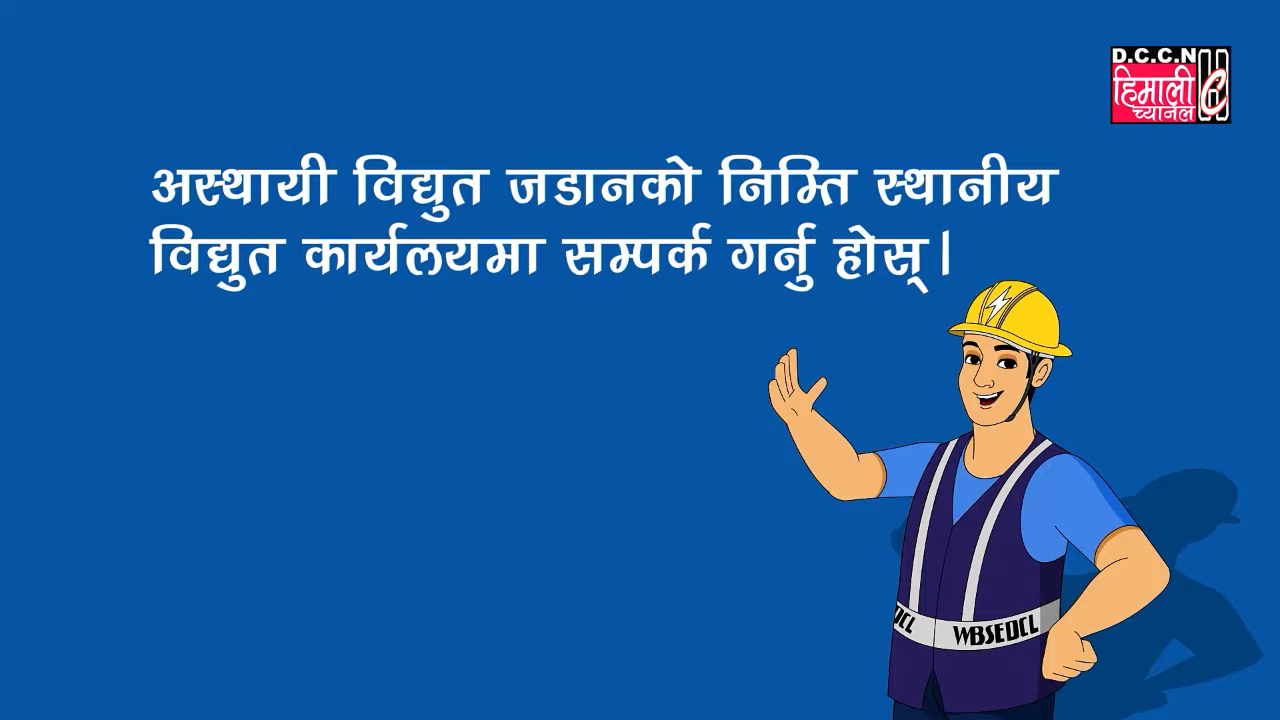 D.C.C.N
हिमाली
च्यानल
अस्थायी विद्युत जडानको निम्ति स्थानीय
विद्युत कार्यलयमा सम्पर्क गर्नु होस्।
DCL WBSEDCL